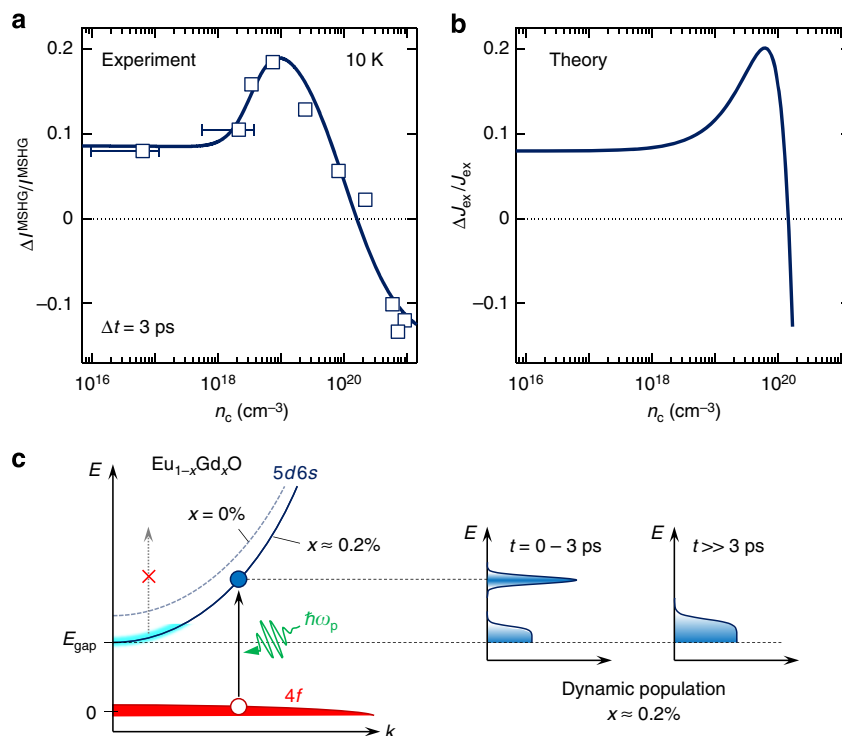 a
Experiment
10 K
0.2
0.1
0
−0.1
ΔI^MSHG/I^MSHG
Δt = 3 ps
10^16
10^18
10^20
n_c (cm^−3)
b
Theory
0.2
0.1
0
−0.1
ΔJ_ex/J_ex
10^16
10^18
10^20
n_c (cm^−3)
c
E
Eu_1−xGd_xO
5d6s
x = 0%
x ≈ 0.2%
E_gap
ħω_p
4f
0
k
E
t = 0 – 3 ps
E
t >> 3 ps
Dynamic population
x ≈ 0.2%